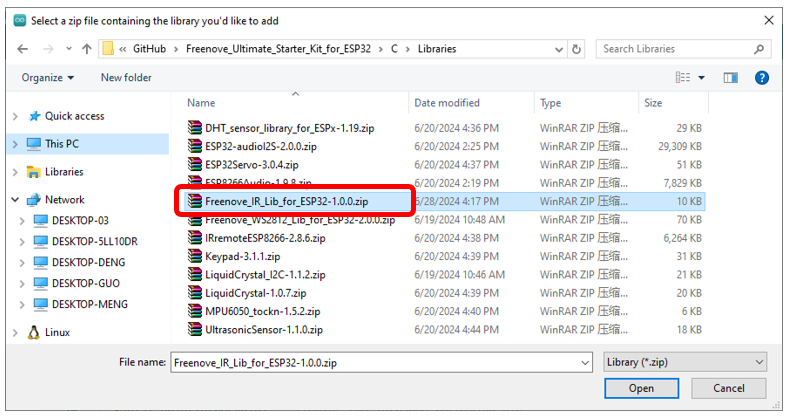 Select a zip file containing the library you'd like to add
« GitHub > Freenove_Ultimate_Starter_Kit_for_ESP32 > C > Libraries
Search Libraries
Organize
New folder
Name Date modified Type Size
Quick access
This PC
Libraries
Network
DESKTOP-03
DESKTOP-5LL10DR
DESKTOP-DENG
DESKTOP-GUO
DESKTOP-MENG
Linux
DHT_sensor_library_for_ESPx-1.19.zip 6/20/2024 4:36 PM WinRAR ZIP 压缩... 29 KB
ESP32-audioI2S-2.0.0.zip 6/20/2024 2:25 PM WinRAR ZIP 压缩... 29,309 KB
ESP32Servo-3.0.4.zip 6/20/2024 4:37 PM WinRAR ZIP 压缩... 51 KB
ESP8266Audio-1.9.8.zip 6/20/2024 2:19 PM WinRAR ZIP 压缩... 7,829 KB
Freenove_IR_Lib_for_ESP32-1.0.0.zip 6/28/2024 4:17 PM WinRAR ZIP 压缩... 10 KB
Freenove_WS2812_Lib_for_ESP32-2.0.0.zip 6/19/2024 10:48 AM WinRAR ZIP 压缩... 70 KB
IRremoteESP8266-2.8.6.zip 6/20/2024 4:38 PM WinRAR ZIP 压缩... 6,264 KB
Keypad-3.1.1.zip 6/20/2024 4:39 PM WinRAR ZIP 压缩... 31 KB
LiquidCrystal_I2C-1.1.2.zip 6/19/2024 10:46 AM WinRAR ZIP 压缩... 21 KB
LiquidCrystal-1.0.7.zip 6/20/2024 4:39 PM WinRAR ZIP 压缩... 20 KB
MPU6050_tockn-1.5.2.zip 6/20/2024 4:40 PM WinRAR ZIP 压缩... 6 KB
UltrasonicSensor-1.1.0.zip 6/20/2024 4:44 PM WinRAR ZIP 压缩... 18 KB
File name: Freenove_IR_Lib_for_ESP32-1.0.0.zip
Library (*.zip)
Open
Cancel